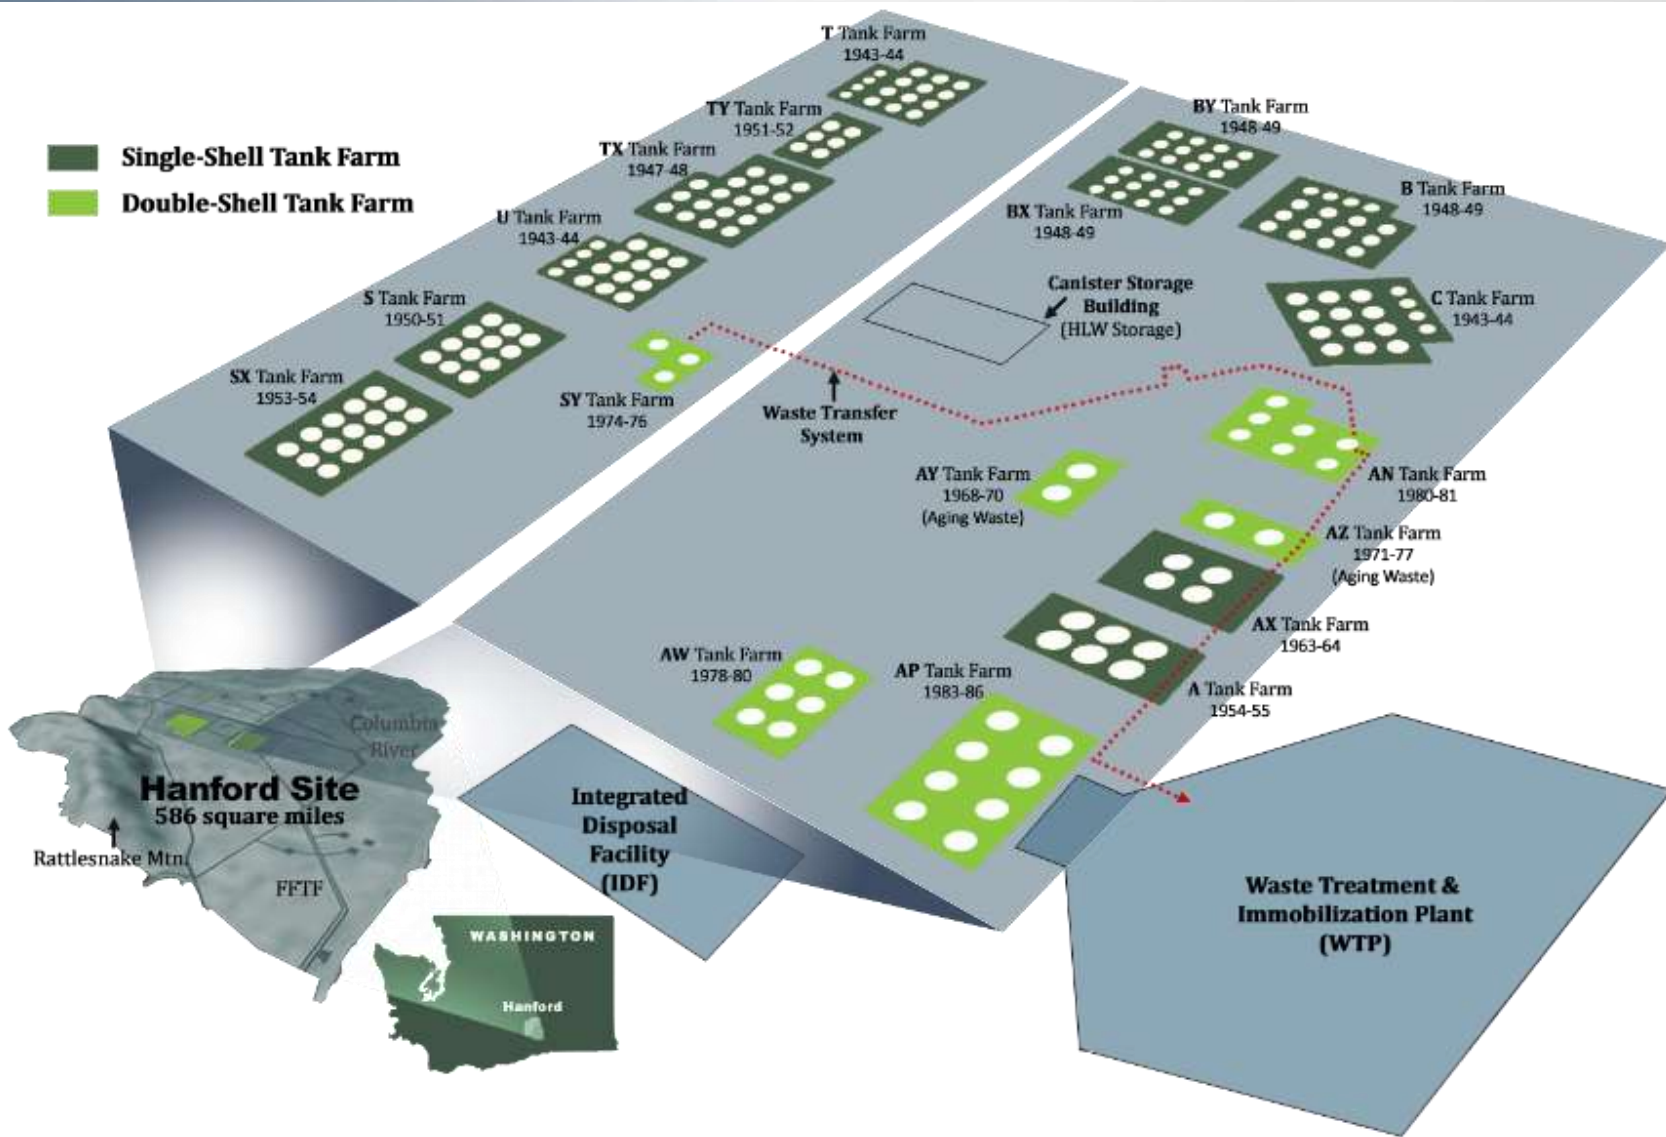 T Tank Farm
1943-44
TY Tank Farm
1951-52
TX Tank Farm
1947-48
U Tank Farm
1943-44
S Tank Farm
1950-51
SX Tank Farm
1953-54
SY Tank Farm
1974-76
Single-Shell Tank Farm
Double-Shell Tank Farm
BY Tank Farm
1948-49
BX Tank Farm
1948-49
B Tank Farm
1948-49
C Tank Farm
1943-44
Canister Storage
Building
(HLW Storage)
Waste Transfer
System
AY Tank Farm
1968-70
(Aging Waste)
AN Tank Farm
1980-81
AZ Tank Farm
1971-77
(Aging Waste)
AX Tank Farm
1963-64
A Tank Farm
1954-55
AW Tank Farm
1978-80
AP Tank Farm
1983-86
Columbia
River
Hanford Site
586 square miles
Rattlesnake Mtn.
FFTF
Integrated
Disposal
Facility
(IDF)
Waste Treatment &
Immobilization Plant
(WTP)
WASHINGTON
Hanford